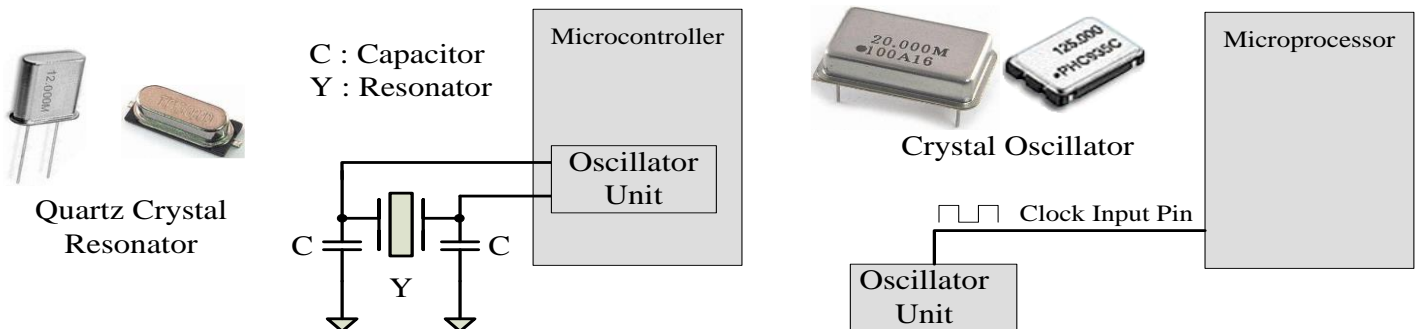 12.000M
Quartz Crystal
Resonator
C : Capacitor
Y : Resonator
Microcontroller
Oscillator
Unit
C
C
Y
20.000M
100A16
125.000
PHC935C
Crystal Oscillator
Microprocessor
Clock Input Pin
Oscillator
Unit